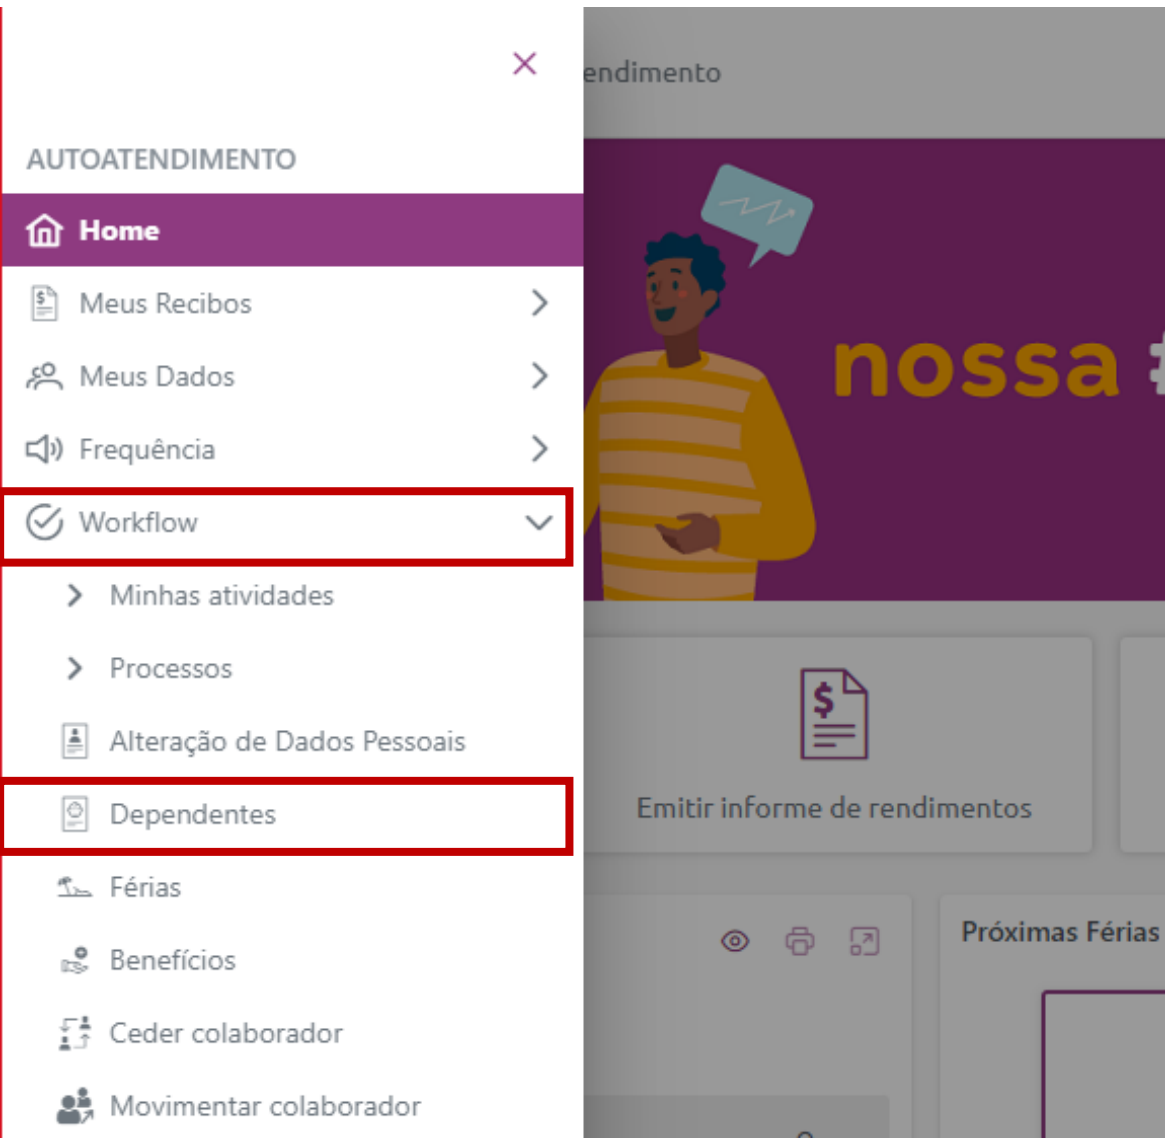 endimento
AUTOATENDIMENTO
Home
Meus Recibos
Meus Dados
Frequência
Workflow
Minhas atividades
Processos
Alteração de Dados Pessoais
Dependentes
Férias
Benefícios
Ceder colaborador
Movimentar colaborador
nossa
Emitir informe de rendimentos
Próximas Férias